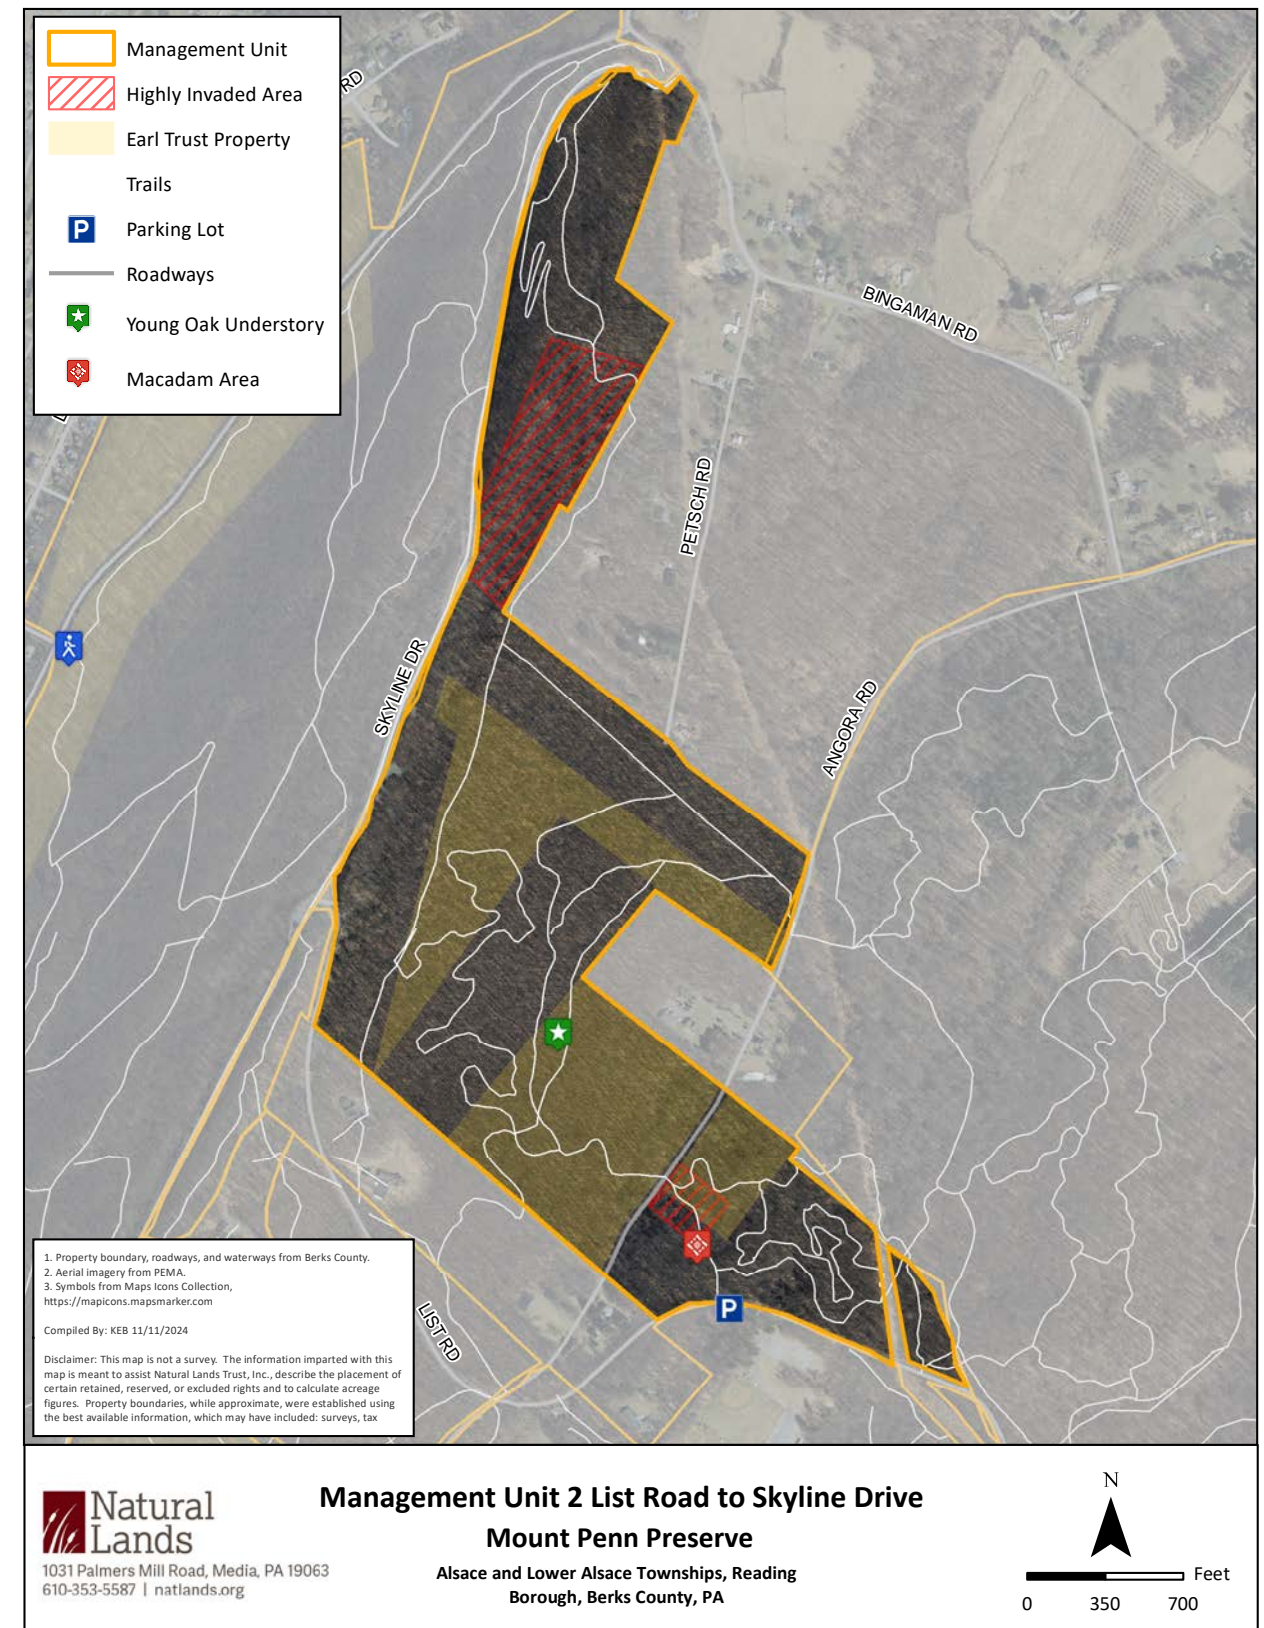 Management Unit
Highly Invaded Area
Earl Trust Property
Trails
P
Parking Lot
Roadways
Young Oak Understory
Macadam Area
RD
BINGAMAN RD
PETSCH RD
SKYLINE DR
ANGORA RD
P
LIST RD
1. Property boundary, roadways, and waterways from Berks County.
2. Aerial imagery from PEMA.
3. Symbols from Maps Icons Collection,
https://mapicons.mapsmarker.com
Compiled By: KEB 11/11/2024
Disclaimer: This map is not a survey. The information imparted with this
map is meant to assist Natural Lands Trust, Inc., describe the placement of
certain retained, reserved, or excluded rights and to calculate acreage
figures. Property boundaries, while approximate, were established using
the best available information, which may have included: surveys, tax
Natural
Lands
1031 Palmers Mill Road, Media, PA 19063
610-353-5587 | natlands.org
Management Unit 2 List Road to Skyline Drive
Mount Penn Preserve
Alsace and Lower Alsace Townships, Reading
Borough, Berks County, PA
N
Feet
0 350 700